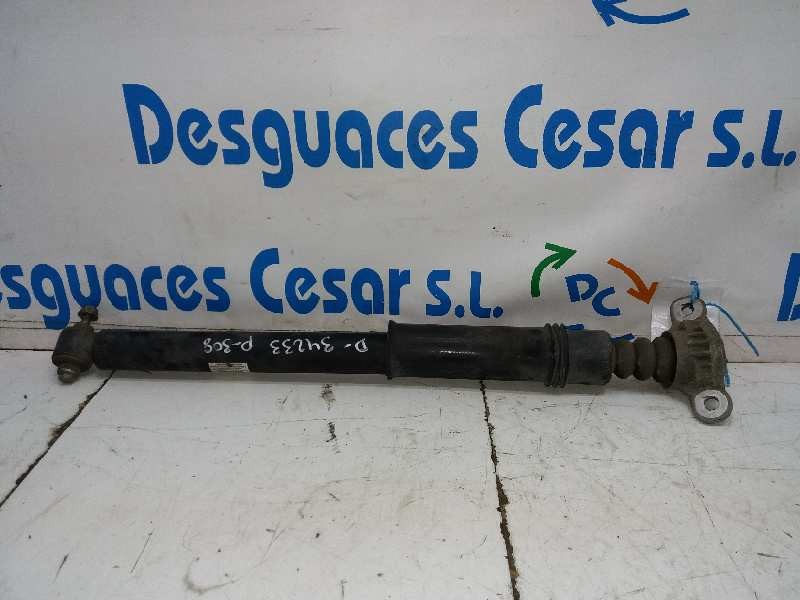 Desguaces Cesar s.l.
Desguaces Cesar s.l.
DC
D-34233 P-308